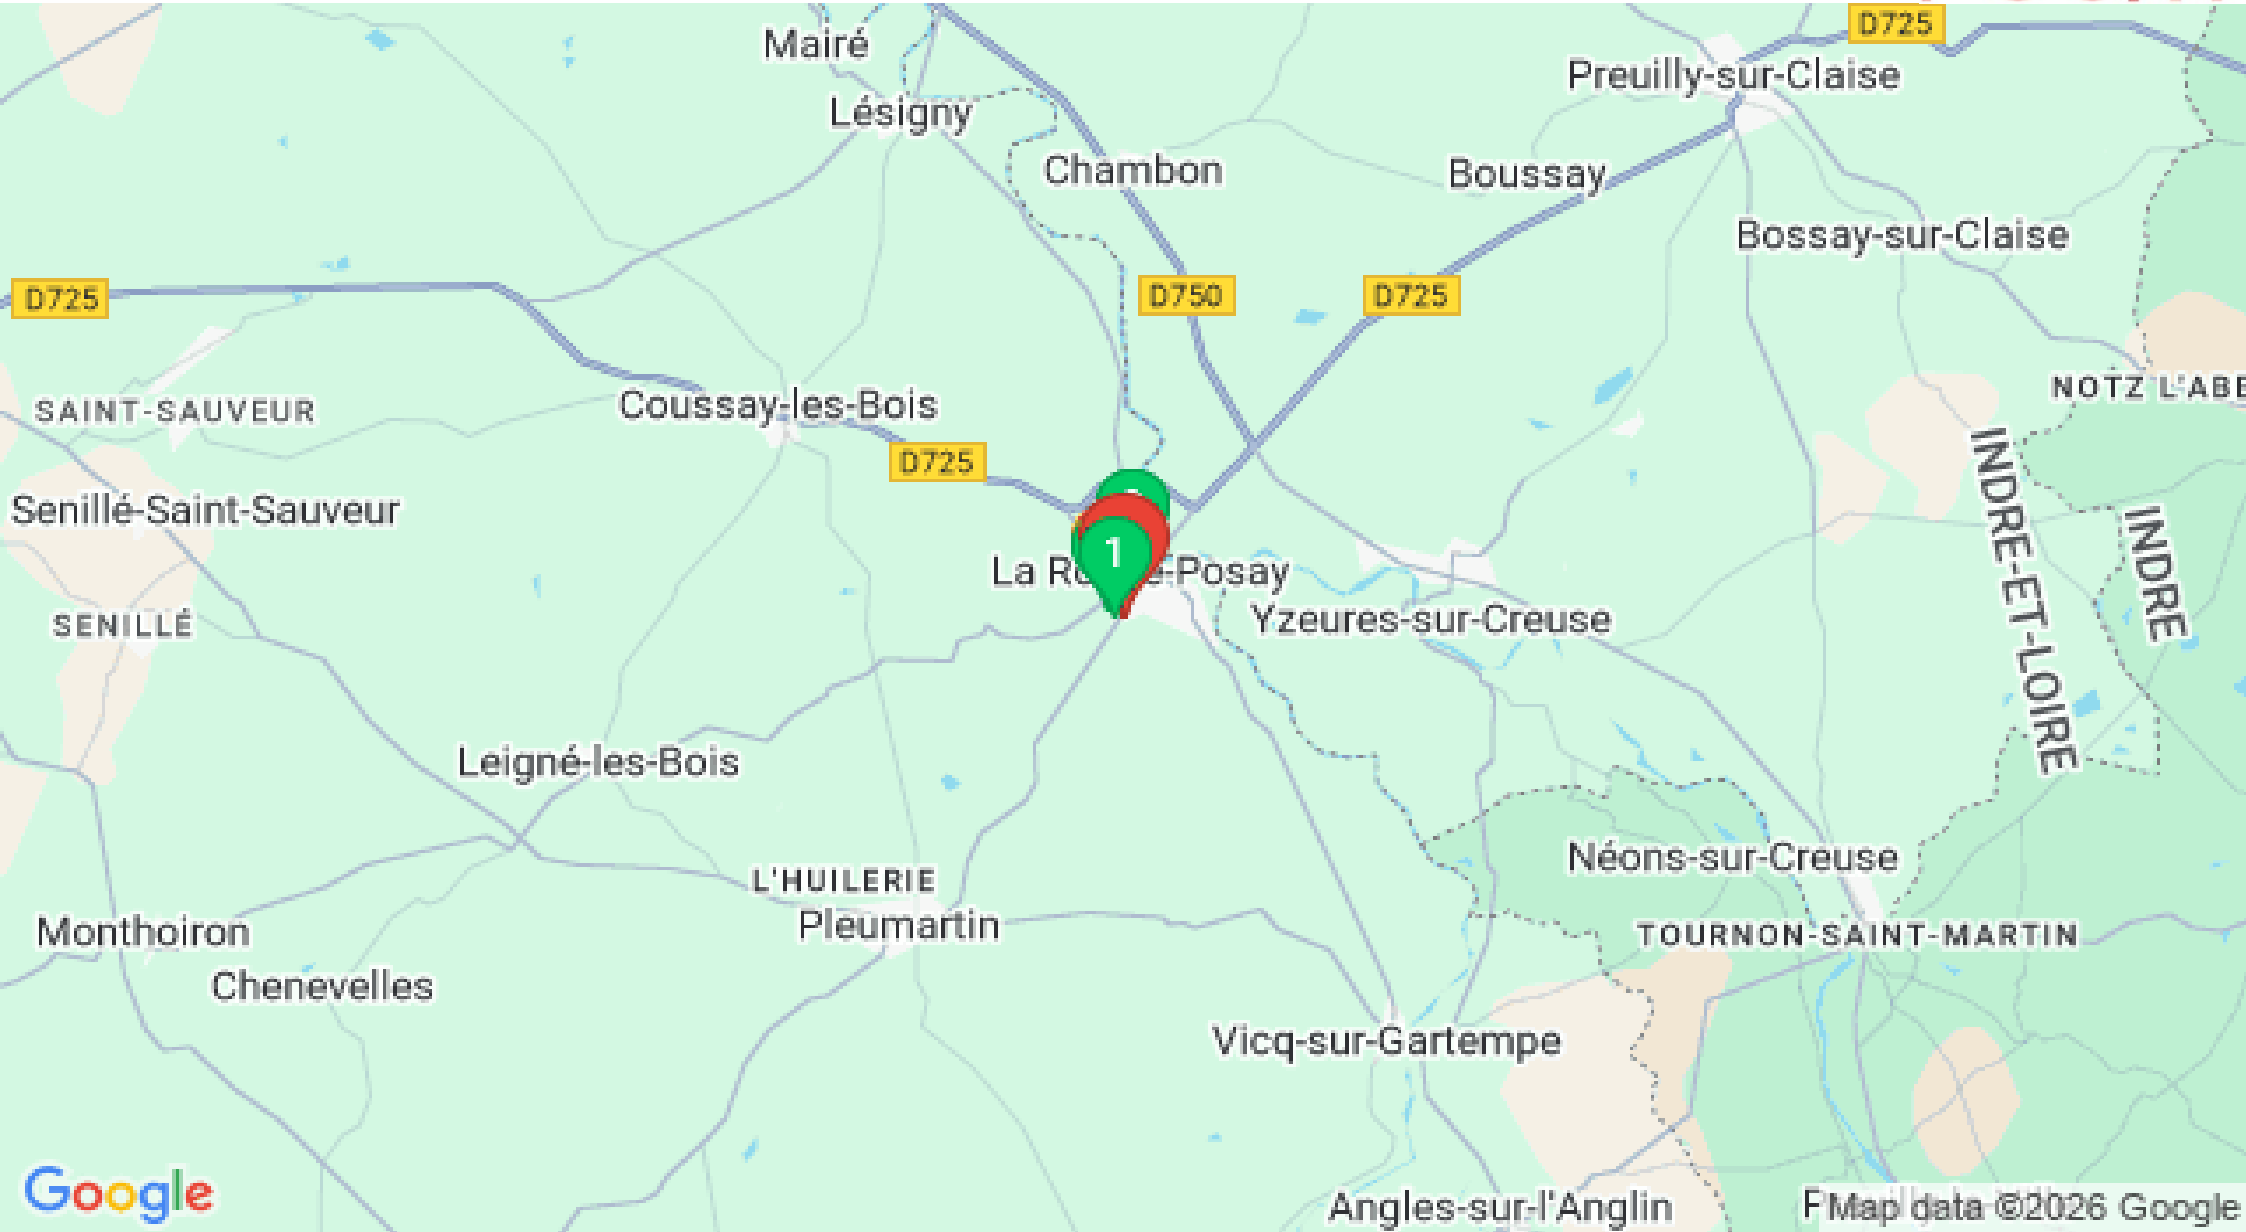 D725
Mairé
Preuilly-sur-Claise
Lésigny
Chambon
Boussay
Bossay-sur-Claise
D725
D750
D725
NOTZ L'ABE
SAINT-SAUVEUR
Coussay-les-Bois
D725
INDRE-ET-LOIRE
INDRE
Senillé-Saint-Sauveur
1
La Ro e-Posay
Yzeures-sur-Creuse
SENILLÉ
Leigné-les-Bois
Néons-sur-Creuse
L'HUILERIE
Pleumartin
Monthoiron
TOURNON-SAINT-MARTIN
Chenevelles
Vicq-sur-Gartempe
Google
Angles-sur-l'Anglin
Map data ©2026 Google